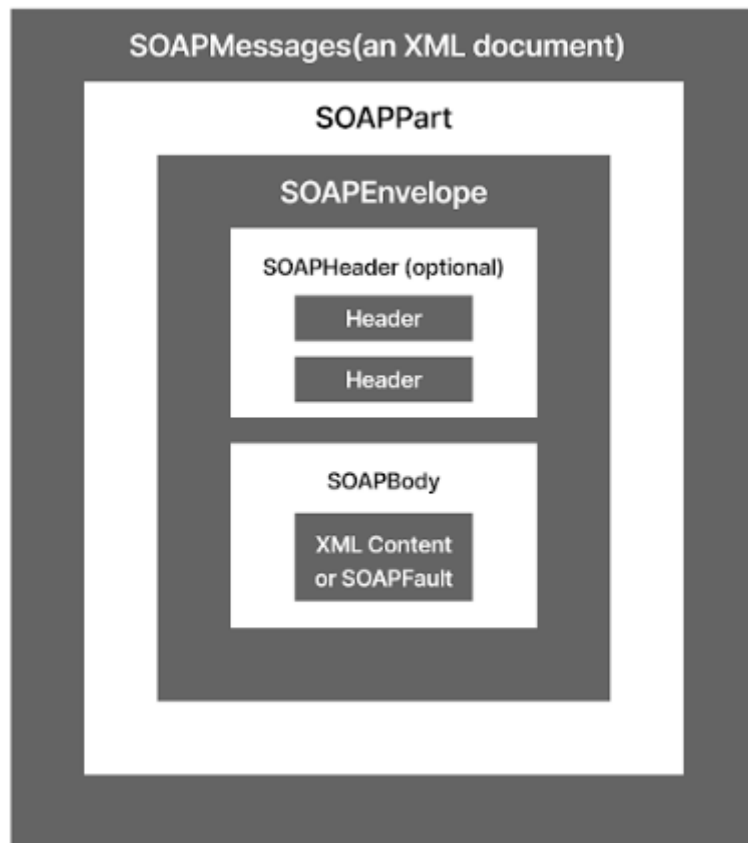 SOAPMessages(an XML document)
SOAPPart
SOAPEnvelope
SOAPHeader (optional)
Header
Header
SOAPBody
XML Content
or SOAPFault